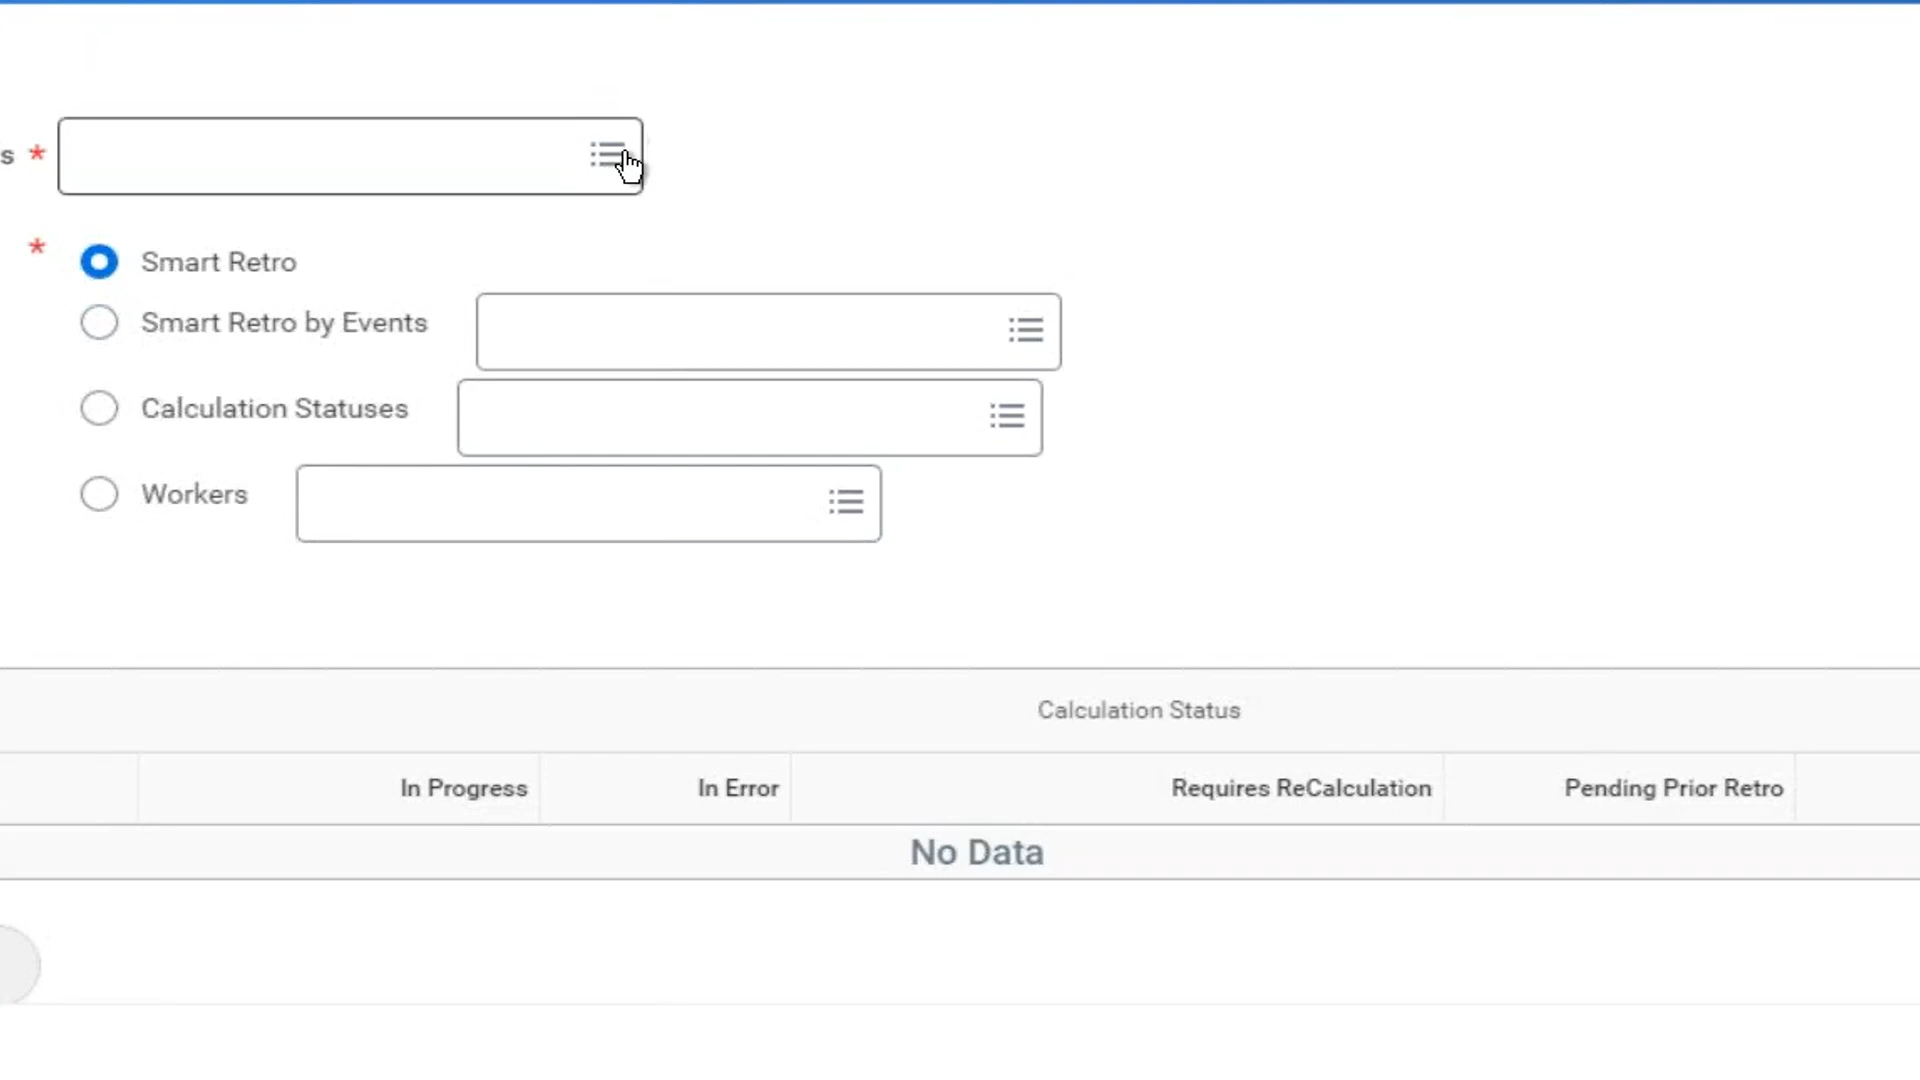 s *
*
Smart Retro
Smart Retro by Events
Calculation Statuses
Workers
Calculation Status
In Progress In Error Requires ReCalculation Pending Prior Retro
No Data